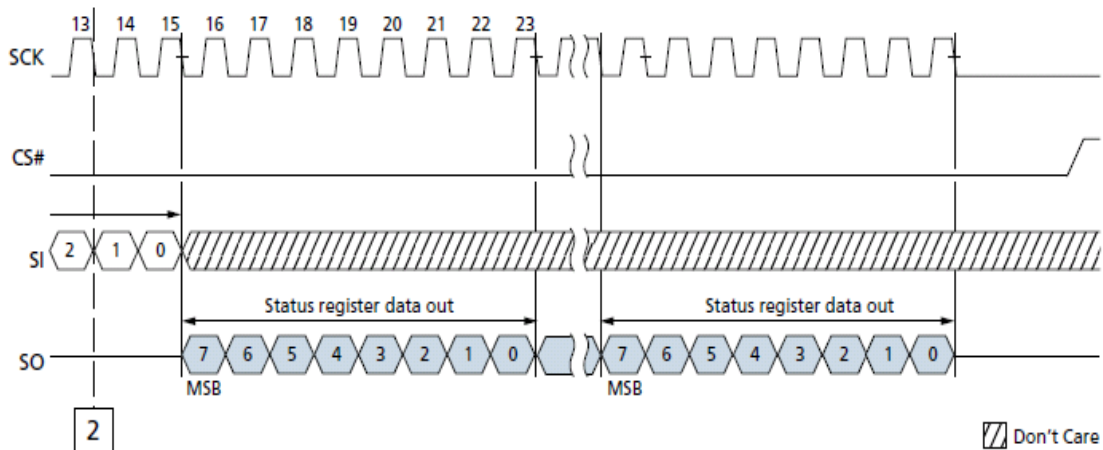 13 14 15 16 17 18 19 20 21 22 23
SCK
CS#
SI 2 1 0
Status register data out Status register data out
SO 7 6 5 4 3 2 1 0 7 6 5 4 3 2 1 0
MSB MSB
2
Don't Care